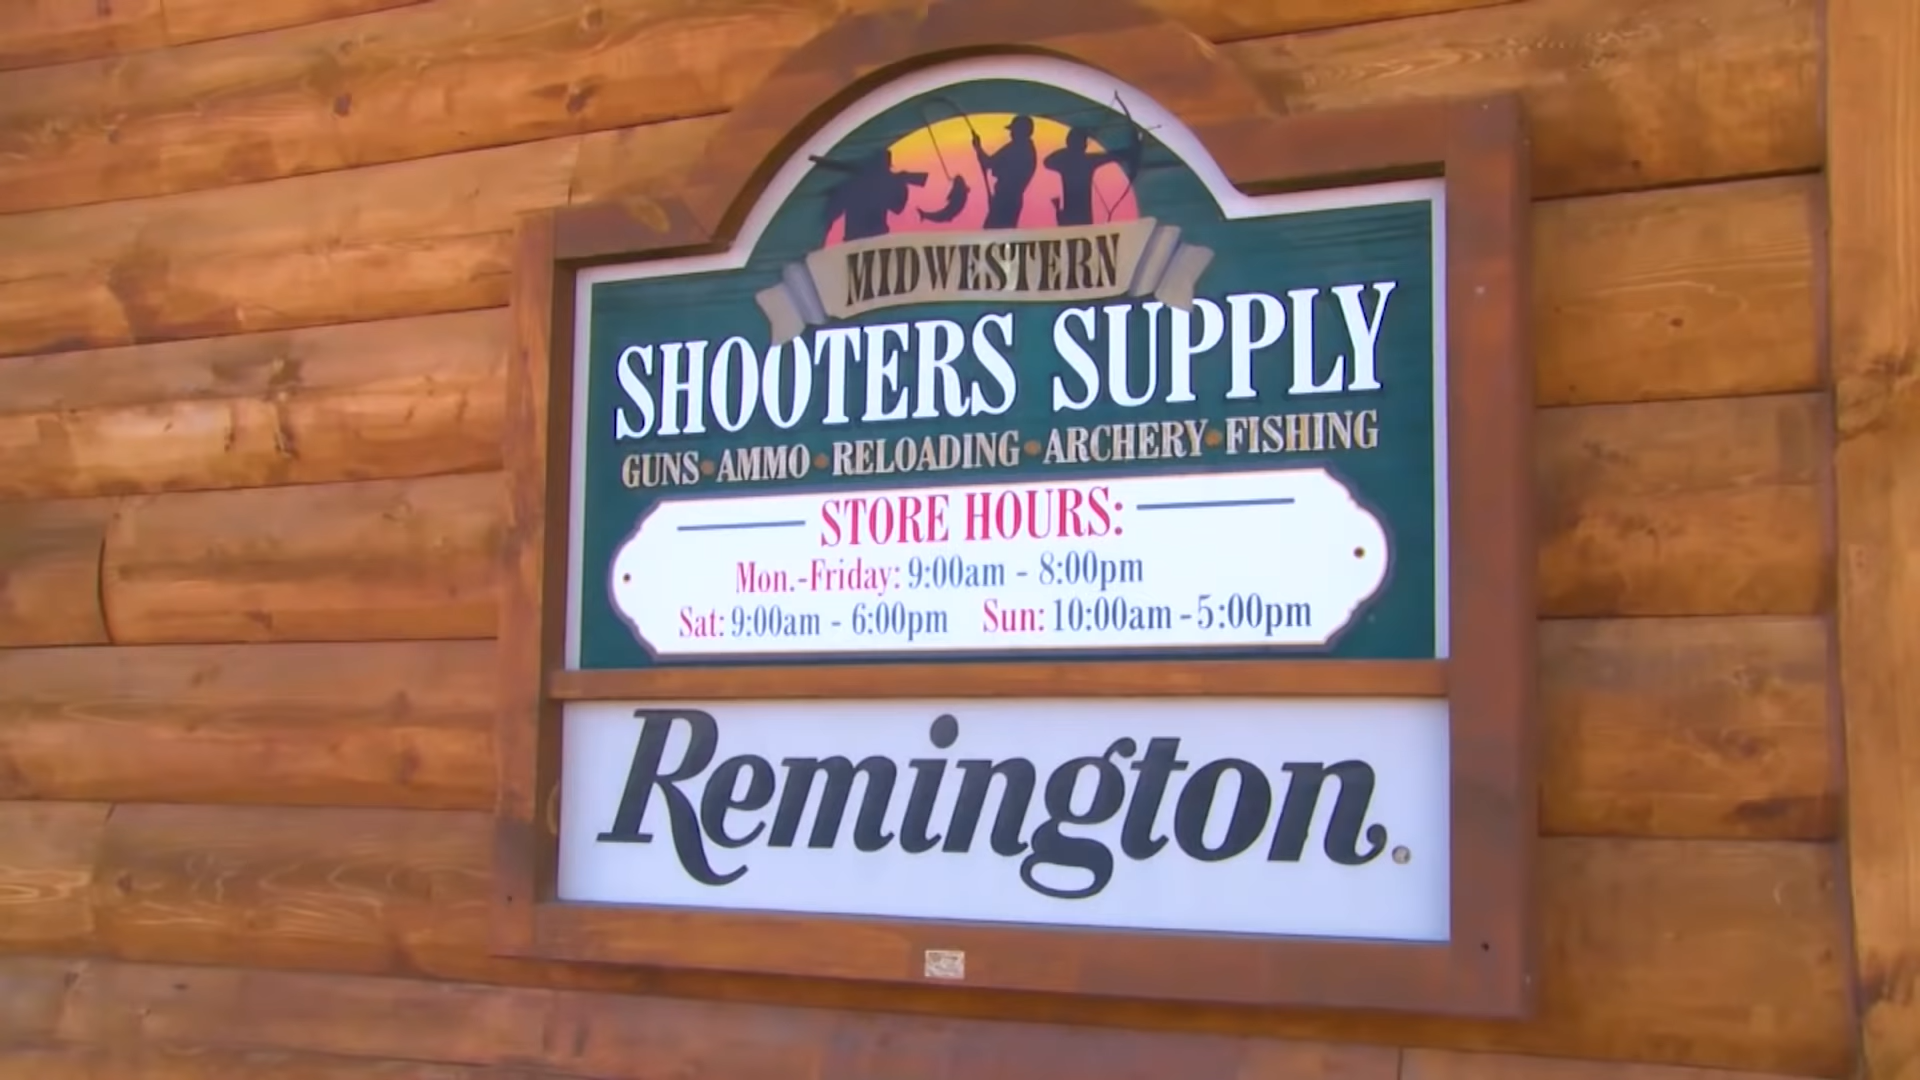 MIDWESTERN
SHOOTERS SUPPLY
GUNS•AMMO•RELOADING•ARCHERY•FISHING
STORE HOURS:
Mon.-Friday: 9:00am - 8:00pm
Sat: 9:00am - 6:00pm Sun: 10:00am - 5:00pm
Remington.